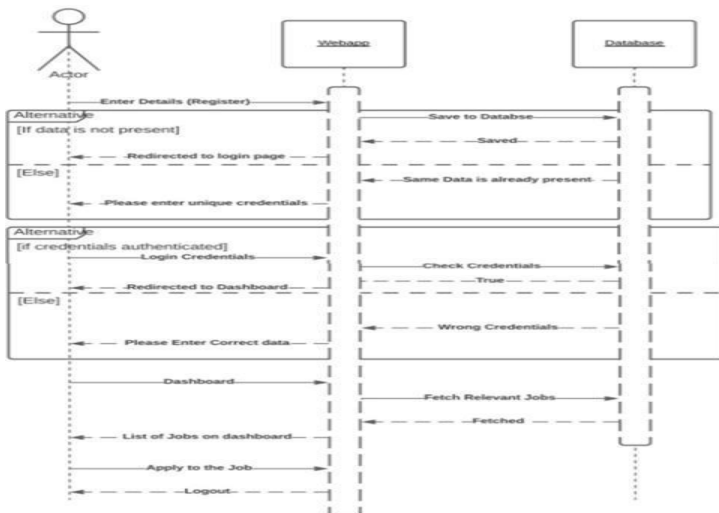 Webapp
Database
Actor
Enter Details (Register)
Alternative
Save to Databse
[If data is not present]
Saved
Redirected to login page
[Else]
Same Data is already present
Please enter unique credentials
Alternative
[if credentials authenticated]
Login Credentials
Check Credentials
True
Redirected to Dashboard
[Else]
Wrong Credentials
Please Enter Correct data
Dashboard
Fetch Relevant Jobs
Fetched
List of Jobs on dashboard
Apply to the Job
Logout